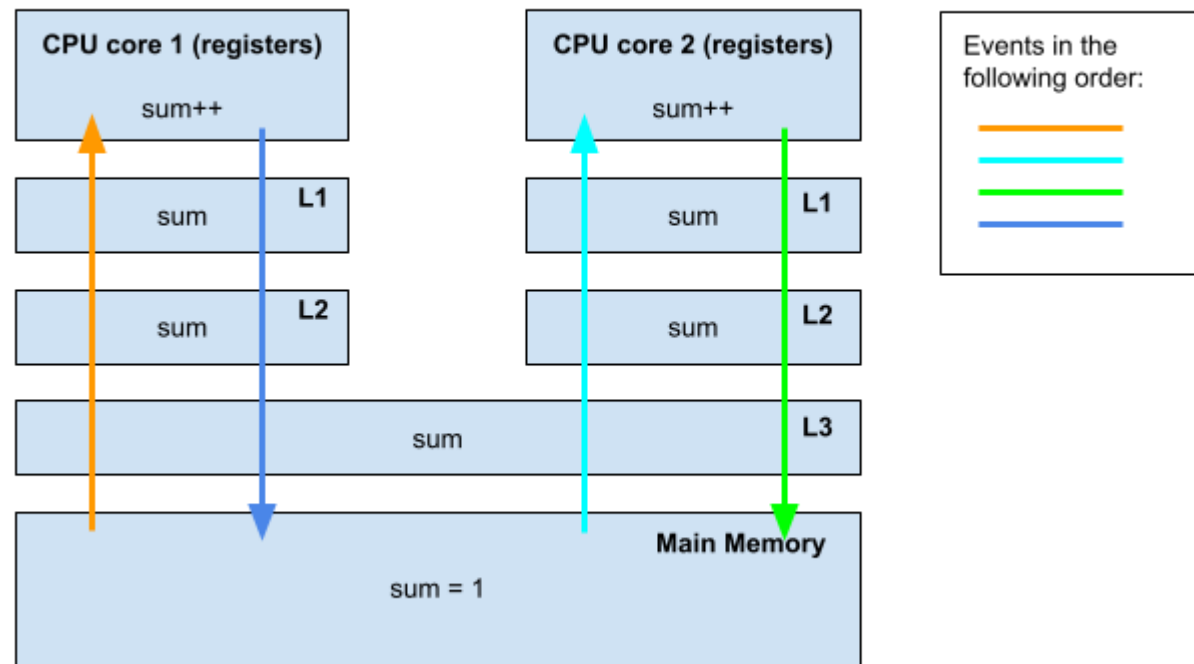 CPU core 1 (registers)
sum++
L1
sum
L2
sum
CPU core 2 (registers)
sum++
L1
sum
L2
sum
L3
sum
Main Memory
sum = 1
Events in the
following order: